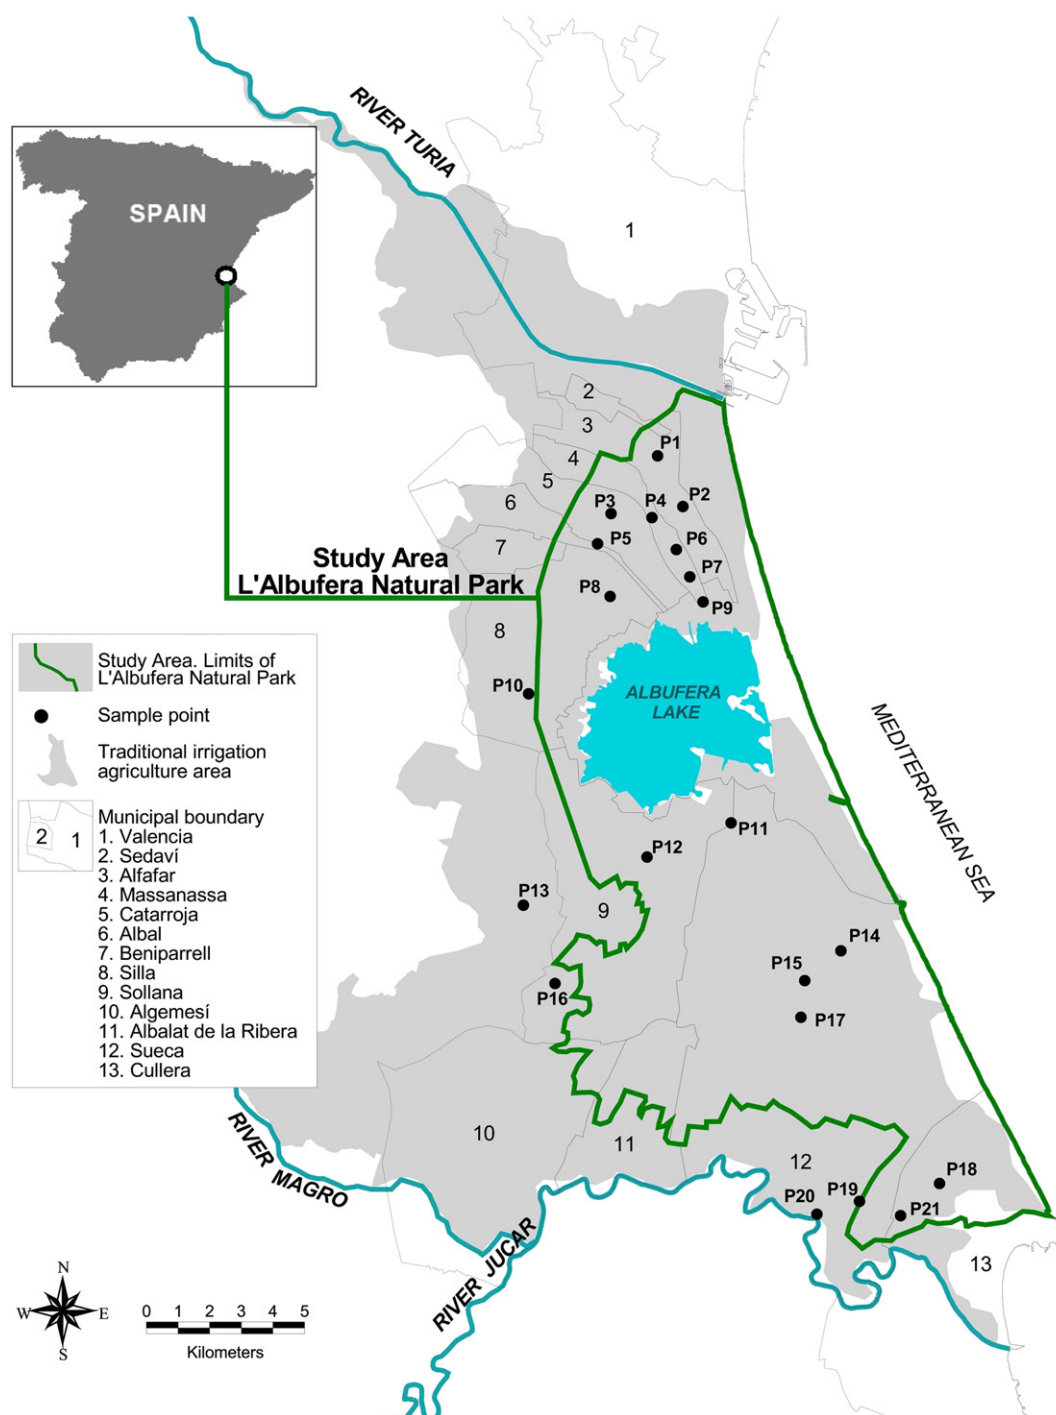 RIVER TURIA
SPAIN
1
2
3
P1
4
5
P2
6
P3
P4
P5
P6
7
Study Area
L'Albufera Natural Park
P7
P8
P9
8
Study Area. Limits of
L'Albufera Natural Park
P10
ALBUFERA
LAKE
Sample point
MEDITERRANEAN SEA
Traditional irrigation
agriculture area
Municipal boundary
2
1
1. Valencia
2. Sedaví
3. Alfafar
4. Massanassa
5. Catarroja
6. Albal
7. Beniparrell
8. Silla
9. Sollana
10. Algemesí
11. Albalat de la Ribera
12. Sueca
13. Cullera
P11
P12
P13
9
P14
P15
P16
P17
10
11
12
RIVER MAGRO
P18
P19
P20
P21
RIVER JUCAR
13
N
W
E
S
0 1 2 3 4 5
Kilometers